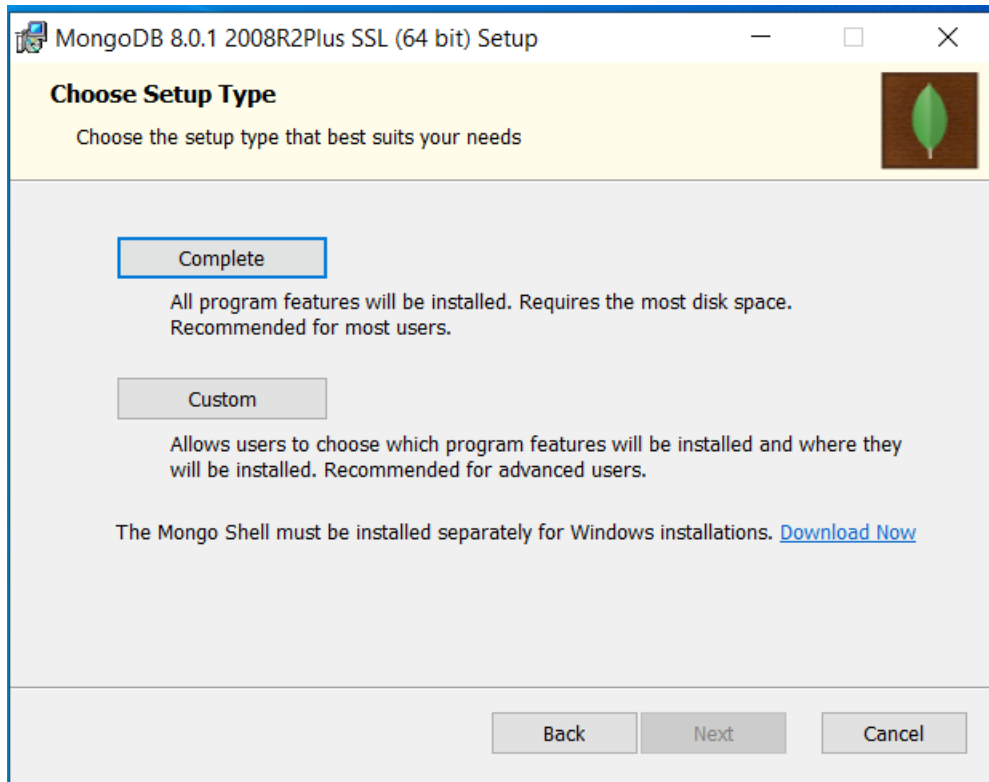 MongoDB 8.0.1 2008R2Plus SSL (64 bit) Setup
Choose Setup Type
Choose the setup type that best suits your needs
Complete
All program features will be installed. Requires the most disk space.
Recommended for most users.
Custom
Allows users to choose which program features will be installed and where they
will be installed. Recommended for advanced users.
The Mongo Shell must be installed separately for Windows installations. Download Now
Back
Next
Cancel